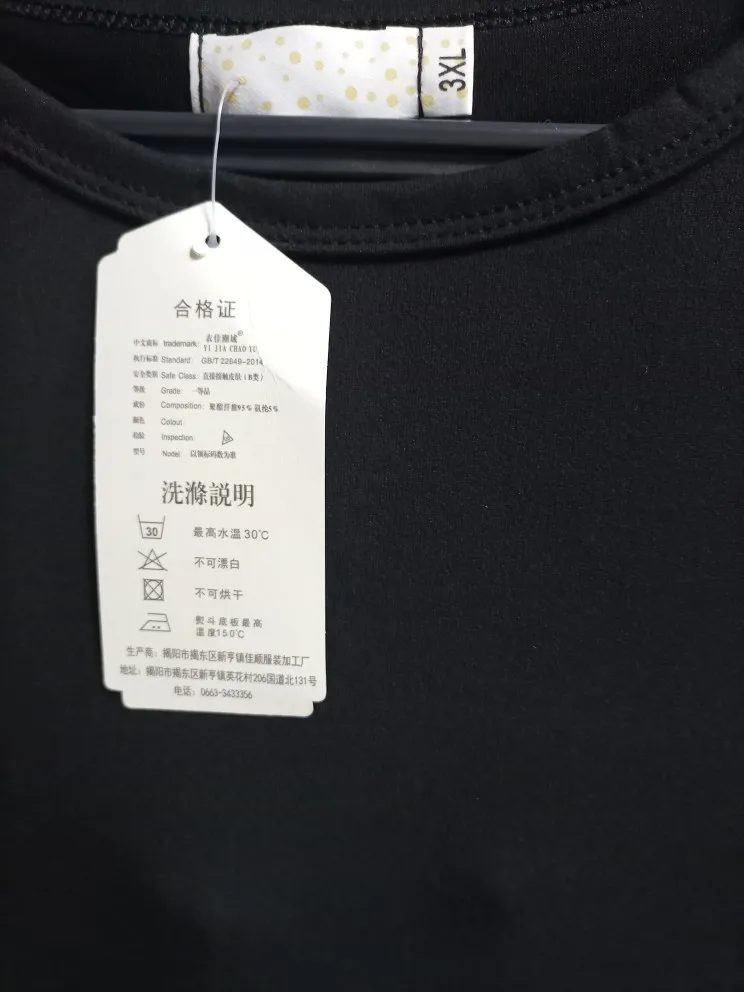 3XL
合格证
中文商标 trademark: 衣佳潮域®
YI JIA CHAO YU
执行标准 Standard: GB/T 22849-2014
安全类别 Safe Class: 直接接触皮肤（B类）
等级 Grade: 一等品
成份 Composition: 聚酯纤维95% 氨纶5%
颜色 Colout
检验 Inspection:
型号 Nodel: 以领标码数为准
洗滌説明
30 最高水温30℃
不可漂白
不可烘干
熨斗底板最高
温度150℃
生产商：揭阳市揭东区新亨镇佳顺服装加工厂
地址：揭阳市揭东区新亨镇英花村206国道北131号
电话：0663-3433356